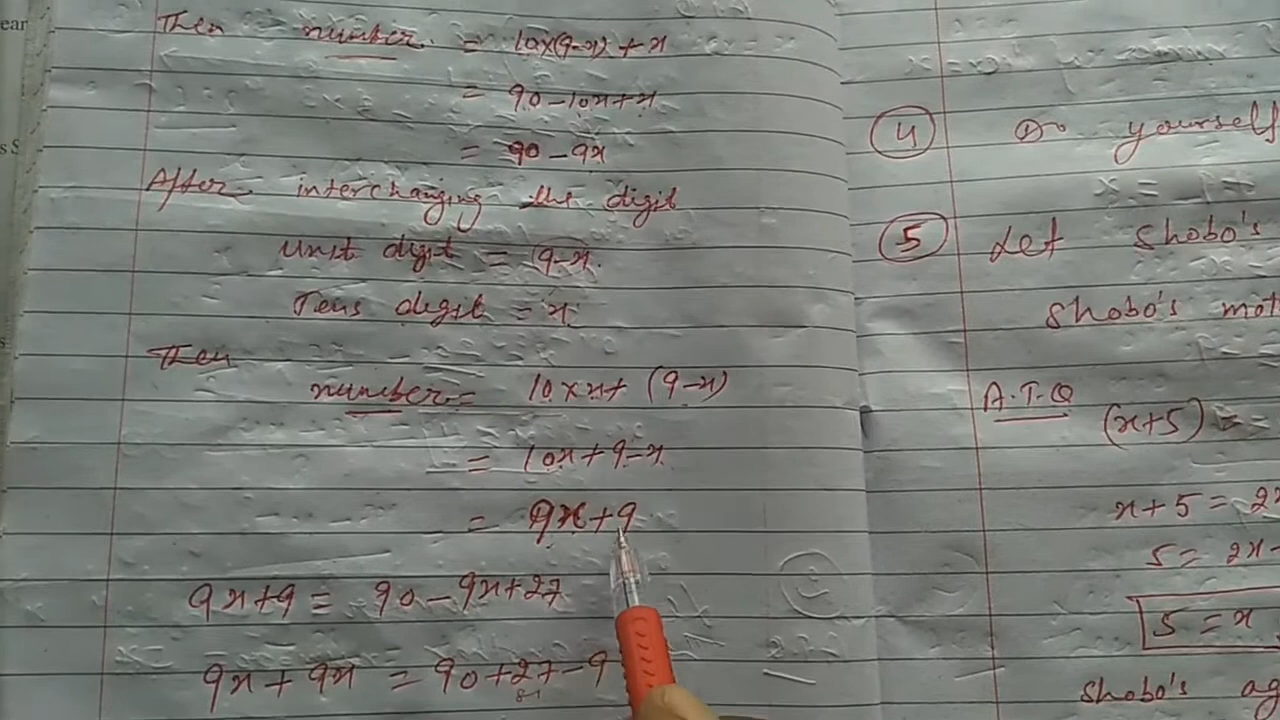 ear
s S
s
Then number = 10×(9-x) + x
= 90-10x+x
= 90-9x
After interchanging the digit
Unit digit = (9-x.
Tens digit = x
Then
number = 10 × x + (9-x)
= 10x+9-x
= 9x+9
9x+9 = 90-9x+27
9x + 9x = 90+27-9
④ Do yourself
⑤ Let Shobo's
Shobo's mot
A.T.Q (x+5) =
x+5 = 2x
5 = 2x-
5 = x
Shobo's ag